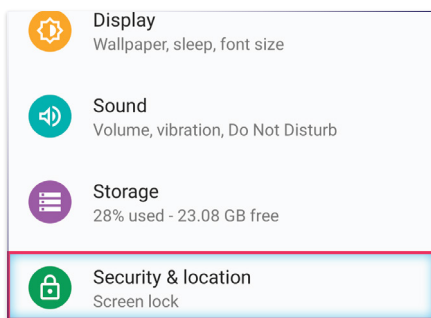 Display
Wallpaper, sleep, font size
Sound
Volume, vibration, Do Not Disturb
Storage
28% used - 23.08 GB free
Security & location
Screen lock